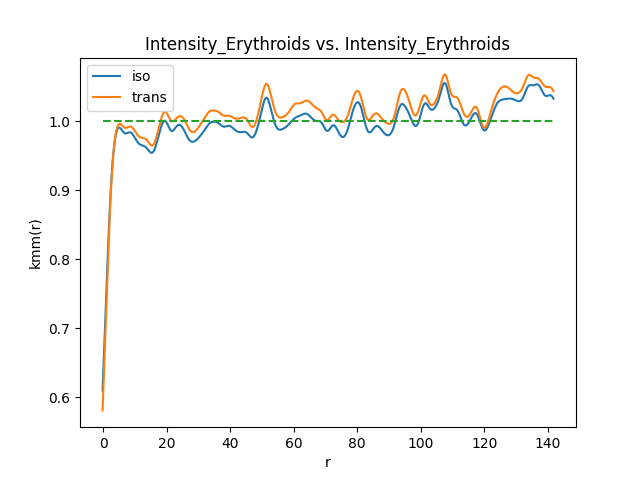 Intensity_Erythroids vs. Intensity_Erythroids
iso
trans
kmm(r)
1.0
0.9
0.8
0.7
0.6
0 20 40 60 80 100 120 140
r